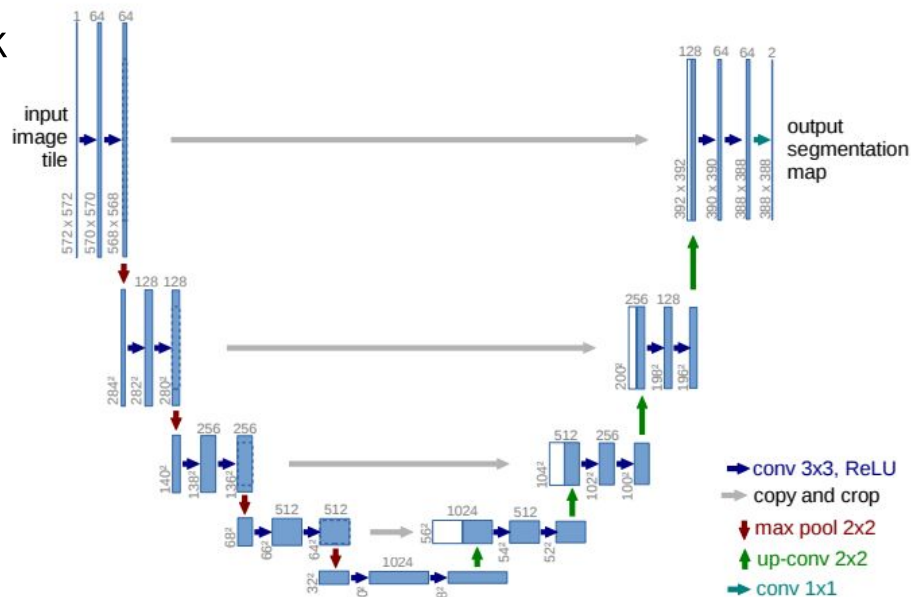 k
1 64 64
input
image
tile
572 x 572
570 x 570
568 x 568
128 64 64 2
output
segmentation
map
392 x 392
390 x 390
388 x 388
388 x 388
128 128
284²
282²
280²
256 128
200²
198²
196²
256 256
140²
138²
136²
512 256
104²
102²
100²
512 512
68²
66²
64²
1024 512
56²
54²
52²
1024
32²
conv 3x3, ReLU
copy and crop
max pool 2x2
up-conv 2x2
conv 1x1